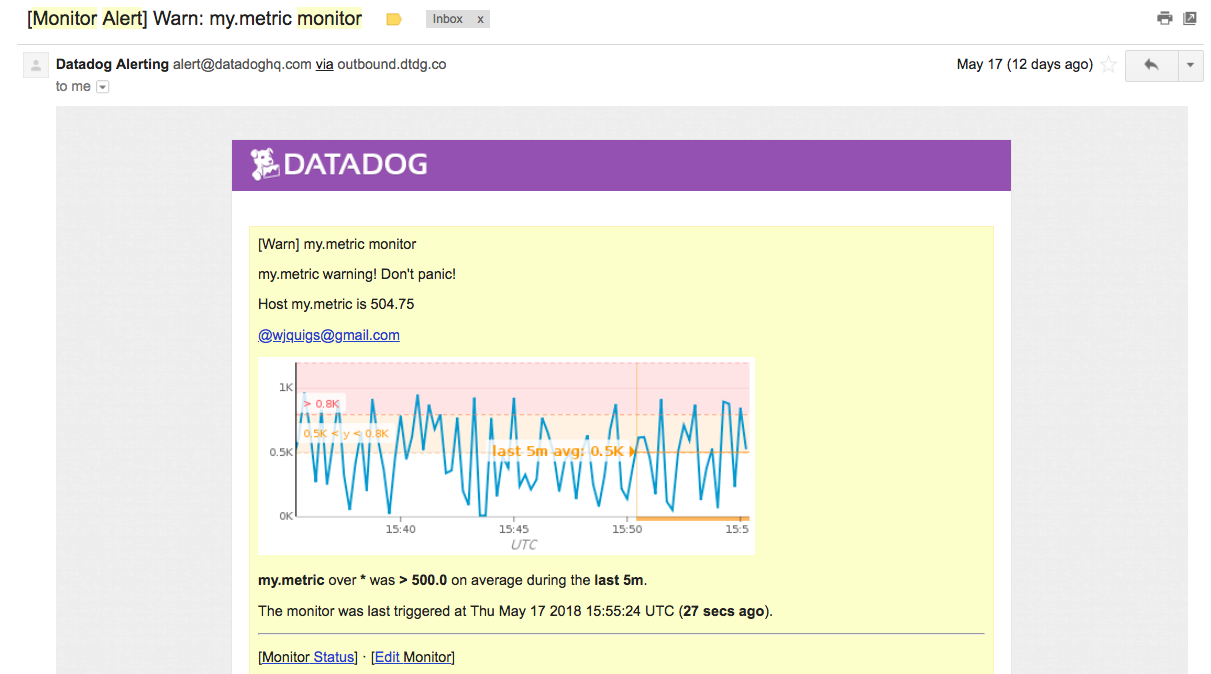 [Monitor Alert] Warn: my.metric monitor
Inbox x
Datadog Alerting alert@datadoghq.com via outbound.dtdg.co
May 17 (12 days ago)
to me
DATADOG
[Warn] my.metric monitor
my.metric warning! Don't panic!
Host my.metric is 504.75
@wjquigs@gmail.com
1K
> 0.8K
0.5K < y < 0.8K
0.5K
last 5m avg: 0.5K
0K
15:40 15:45 15:50 15:5
UTC
my.metric over * was > 500.0 on average during the last 5m.
The monitor was last triggered at Thu May 17 2018 15:55:24 UTC (27 secs ago).
[Monitor Status] · [Edit Monitor]